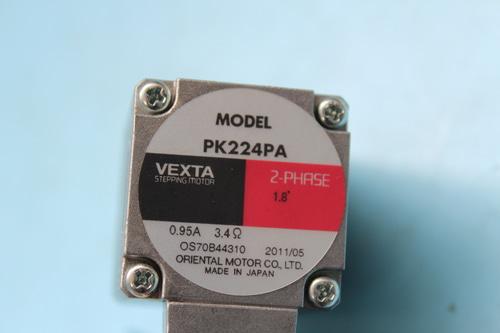 MODEL
PK224PA
VEXTA
STEPPING MOTOR
2-PHASE
1.8°
0.95A 3.4Ω
OS70B44310 2011/05
ORIENTAL MOTOR CO., LTD.
MADE IN JAPAN